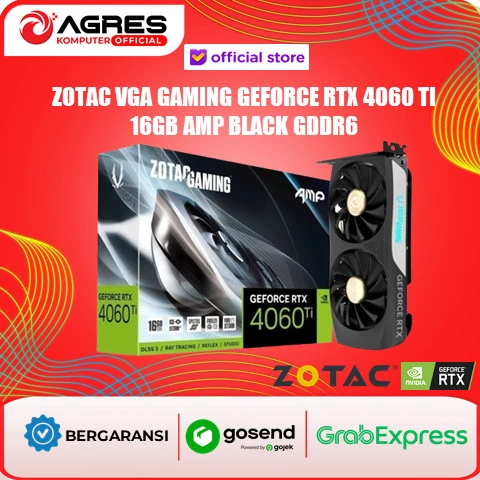 AGRES
KOMPUTER OFFICIAL
official store
ZOTAC VGA GAMING GEFORCE RTX 4060 TI
16GB AMP BLACK GDDR6
ZOTAC GAMING
AMP
GEFORCE RTX
4060Ti
16GB
GEFORCE RTX
4060Ti
DLSS 3 / RAY TRACING / REFLEX / STUDIO
GEFORCE RTX
ZOTAC
NVIDIA
GEFORCE
RTX
BERGARANSI
gosend
Powered by gojek
GrabExpress